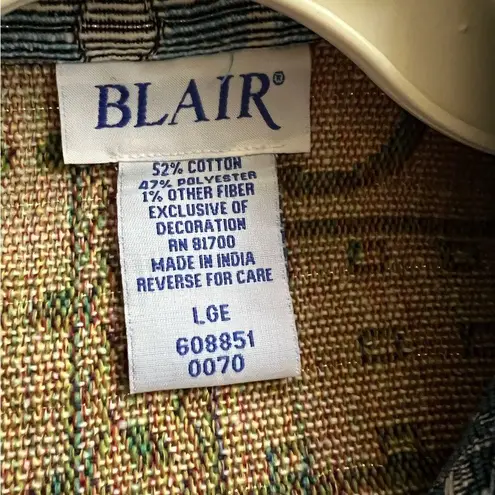 BLAIR®
52% COTTON
47% POLYESTER
1% OTHER FIBER
EXCLUSIVE OF
DECORATION
RN 81700
MADE IN INDIA
REVERSE FOR CARE
LGE
608851
0070